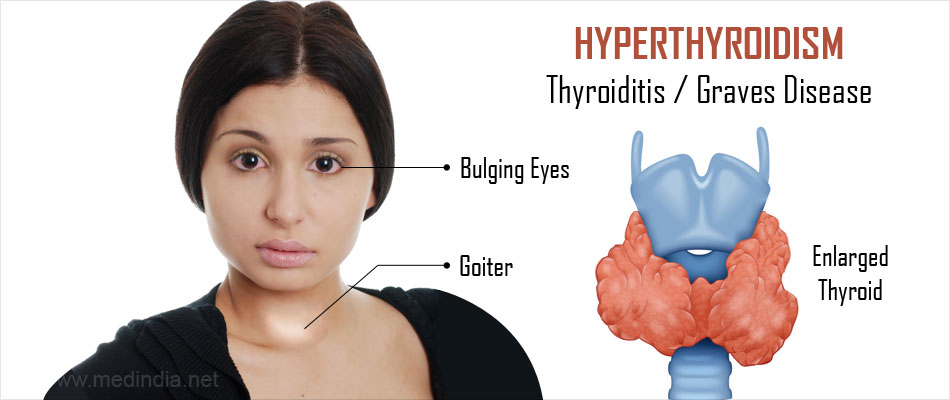 HYPERTHYROIDISM
Thyroiditis / Graves Disease
Bulging Eyes
Goiter
Enlarged
Thyroid
www.medindia.net